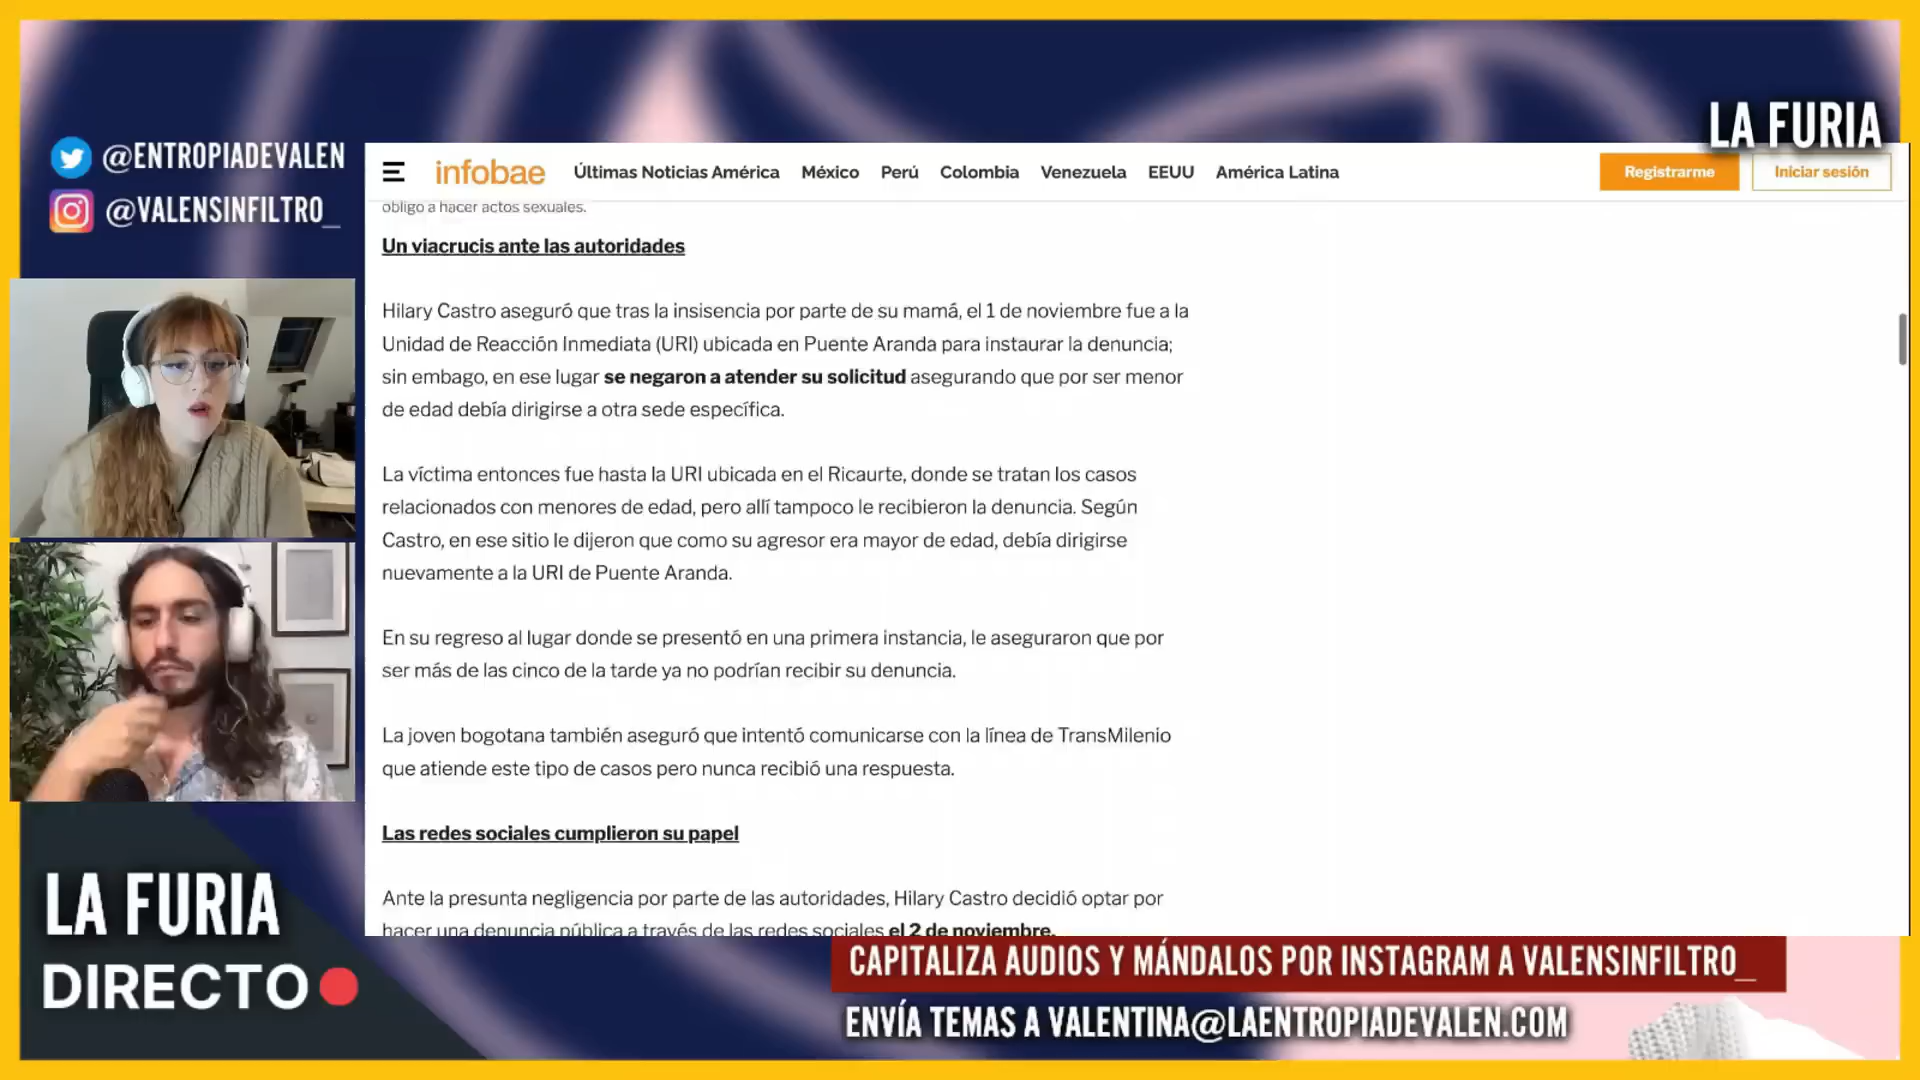 LA FURIA
@ENTROPIADEVALEN
@VALENSINFILTRO_
infobae
Últimas Noticias América México Perú Colombia Venezuela EEUU América Latina
Registrarme
Iniciar sesión
obligo a hacer actos sexuales.
Un viacrucis ante las autoridades
Hilary Castro aseguró que tras la insisencia por parte de su mamá, el 1 de noviembre fue a la
Unidad de Reacción Inmediata (URI) ubicada en Puente Aranda para instaurar la denuncia;
sin embago, en ese lugar se negaron a atender su solicitud asegurando que por ser menor
de edad debía dirigirse a otra sede específica.
La víctima entonces fue hasta la URI ubicada en el Ricaurte, donde se tratan los casos
relacionados con menores de edad, pero allí tampoco le recibieron la denuncia. Según
Castro, en ese sitio le dijeron que como su agresor era mayor de edad, debía dirigirse
nuevamente a la URI de Puente Aranda.
En su regreso al lugar donde se presentó en una primera instancia, le aseguraron que por
ser más de las cinco de la tarde ya no podrían recibir su denuncia.
La joven bogotana también aseguró que intentó comunicarse con la línea de TransMilenio
que atiende este tipo de casos pero nunca recibió una respuesta.
Las redes sociales cumplieron su papel
Ante la presunta negligencia por parte de las autoridades, Hilary Castro decidió optar por
hacer una denuncia pública a través de las redes sociales el 2 de noviembre.
LA FURIA
DIRECTO
CAPITALIZA AUDIOS Y MÁNDALOS POR INSTAGRAM A VALENSINFILTRO_
ENVÍA TEMAS A VALENTINA@LAENTROPIADEVALEN.COM